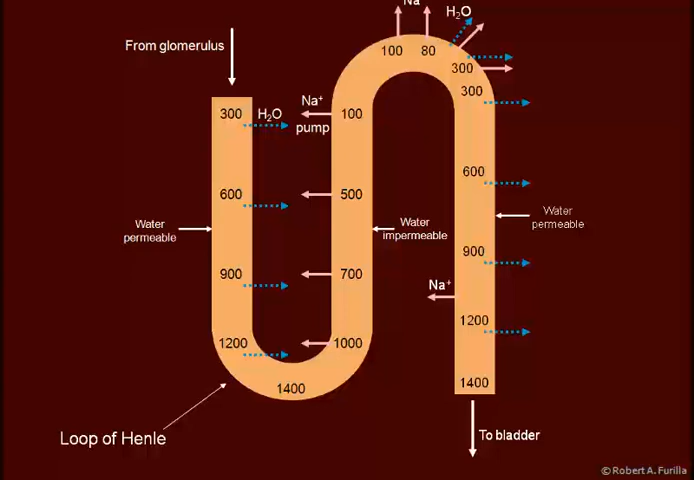 Na
H₂O
From glomerulus
100
80
300
300
300
H₂O
Na⁺
pump
100
600
500
600
Water
permeable
Water
impermeable
Water
permeable
900
700
900
Na⁺
1200
1200
1000
1400
1400
Loop of Henle
To bladder
©Robert A. Furilla